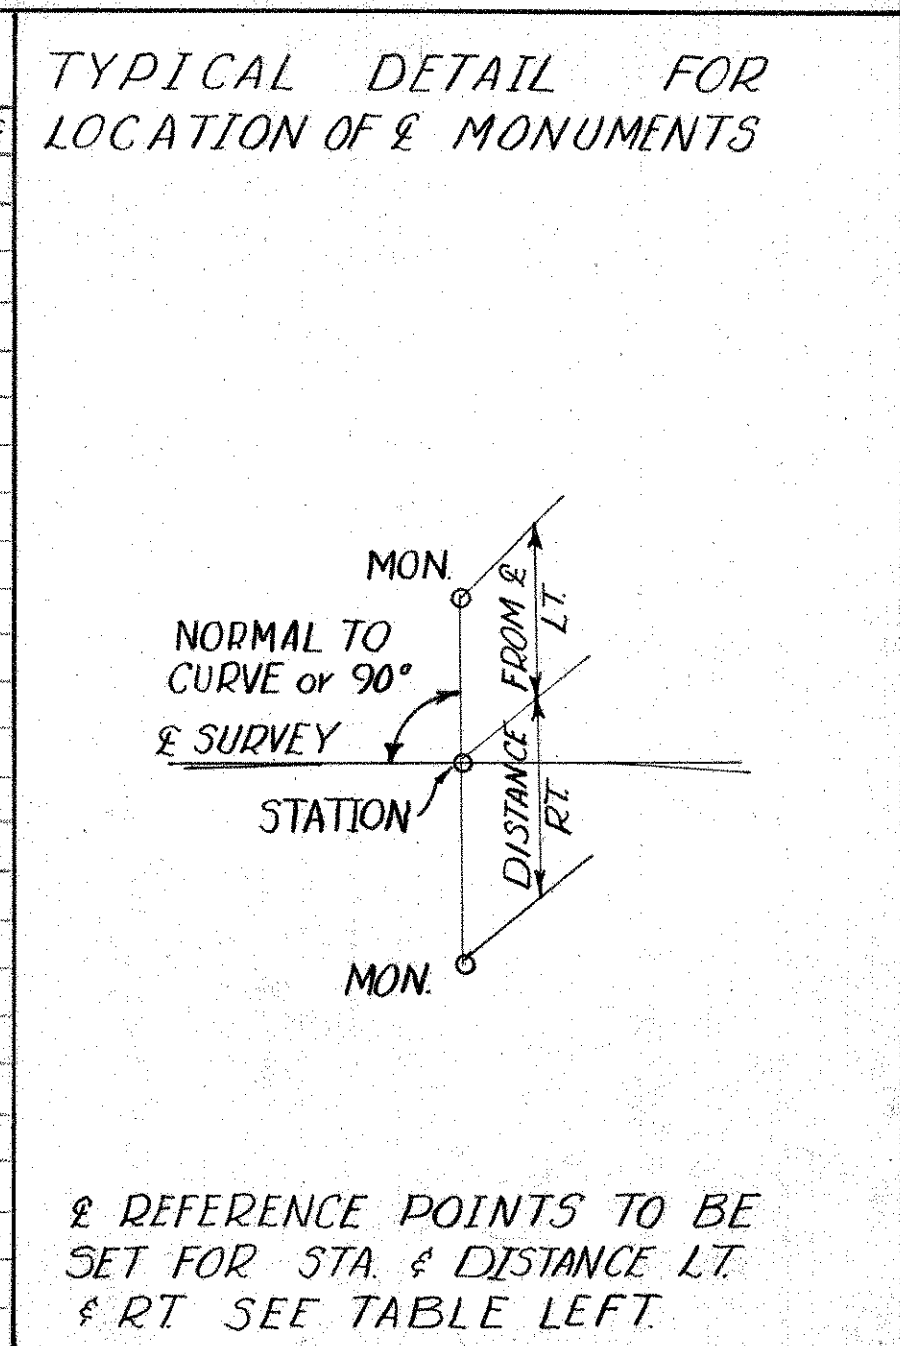 TYPICAL DETAIL FOR
LOCATION OF ℄ MONUMENTS
MON.
NORMAL TO
CURVE or 90°
℄ SURVEY
STATION
DISTANCE FROM ℄
LT.
RT.
MON.
℄ REFERENCE POINTS TO BE
SET FOR STA. & DISTANCE LT.
& RT. SEE TABLE LEFT.